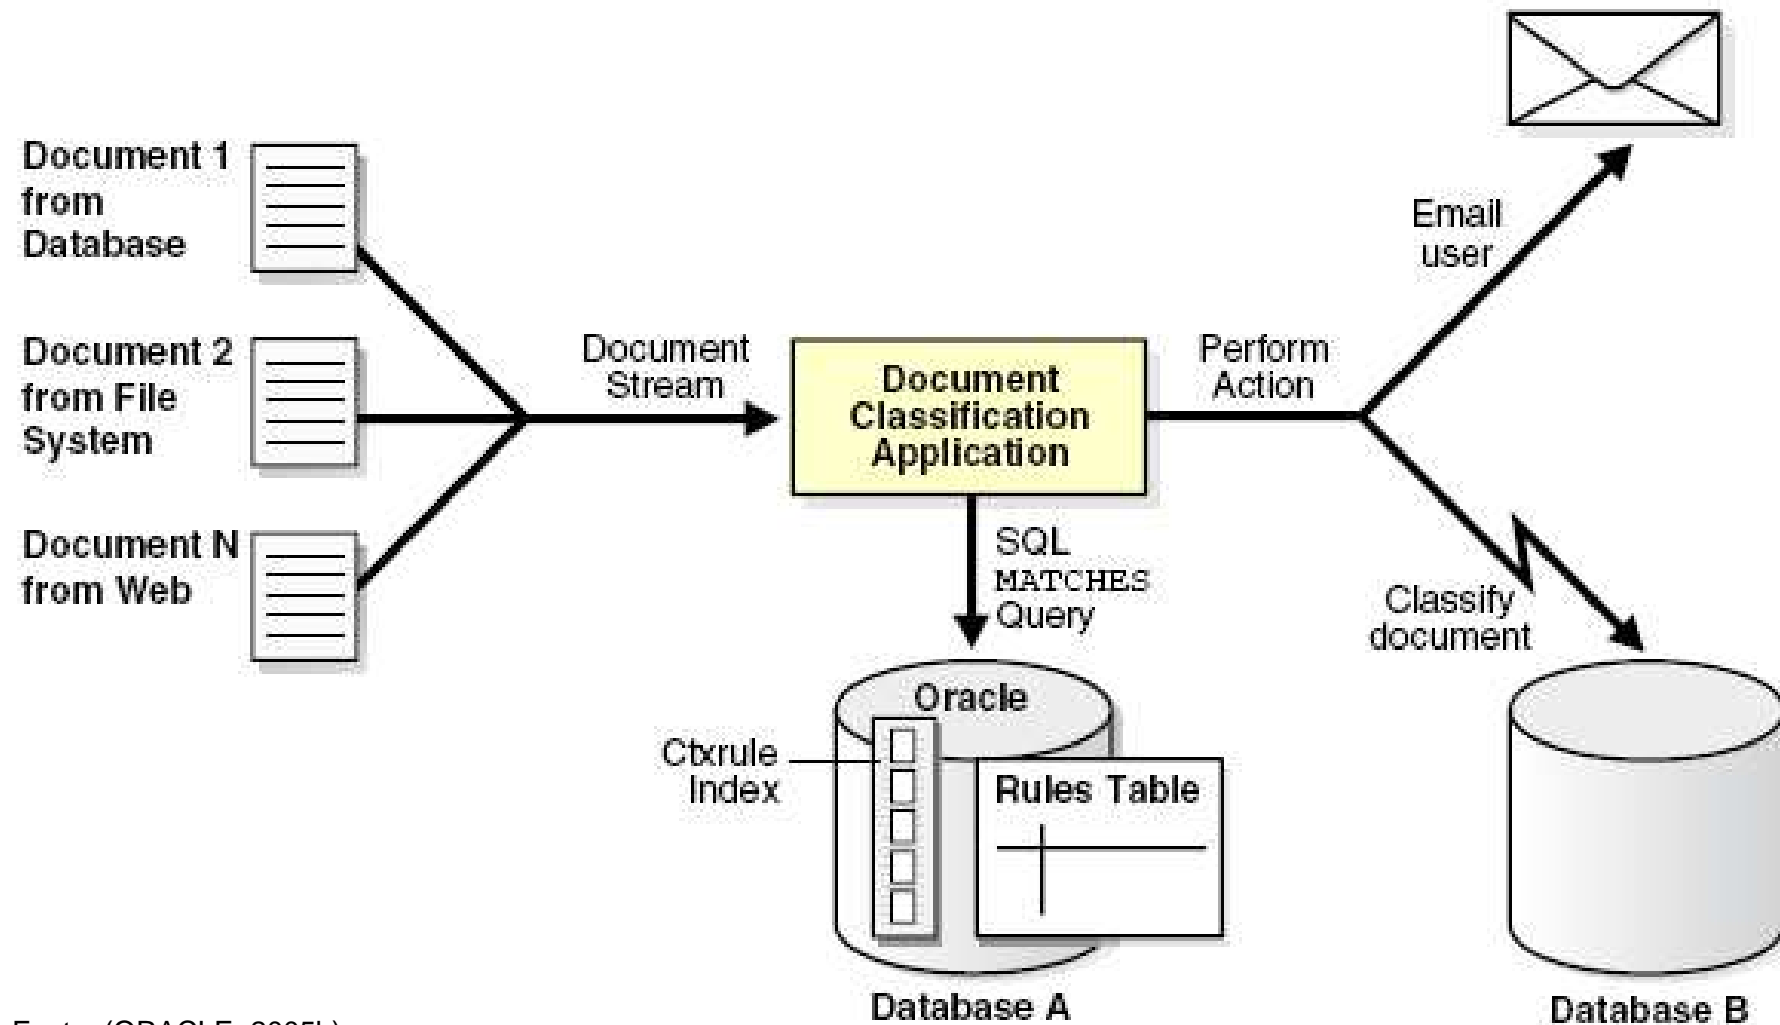 Document 1
from
Database
Document 2
from File
System
Document N
from Web
Document
Stream
Document
Classification
Application
SQL
MATCHES
Query
Perform
Action
Email
user
Classify
document
Oracle
Ctxrule
Index
Rules Table
Database A
Database B